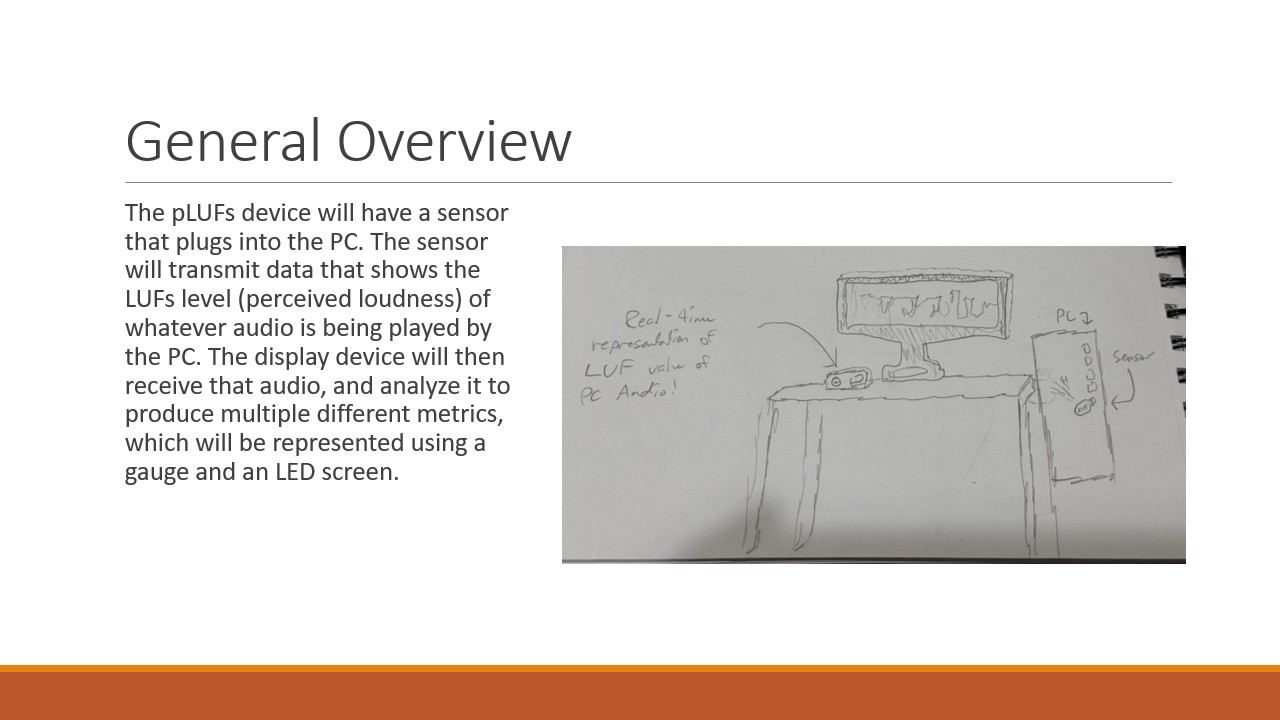 General Overview
The pLUFs device will have a sensor
that plugs into the PC. The sensor
will transmit data that shows the
LUFs level (perceived loudness) of
whatever audio is being played by
the PC. The display device will then
receive that audio, and analyze it to
produce multiple different metrics,
which will be represented using a
gauge and an LED screen.
Real-time
representation of
LUF value of
PC Audio!
PC
Sensor